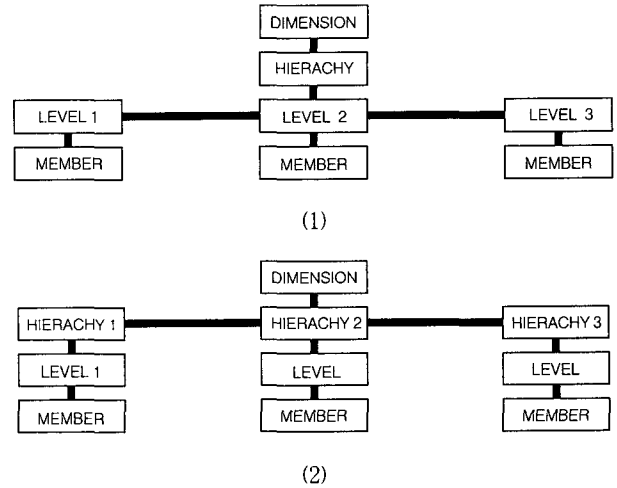 DIMENSION
HIERACHY
LEVEL 1
LEVEL 2
LEVEL 3
MEMBER
MEMBER
MEMBER
(1)
DIMENSION
HIERACHY 1
HIERACHY 2
HIERACHY 3
LEVEL 1
LEVEL
LEVEL
MEMBER
MEMBER
MEMBER
(2)